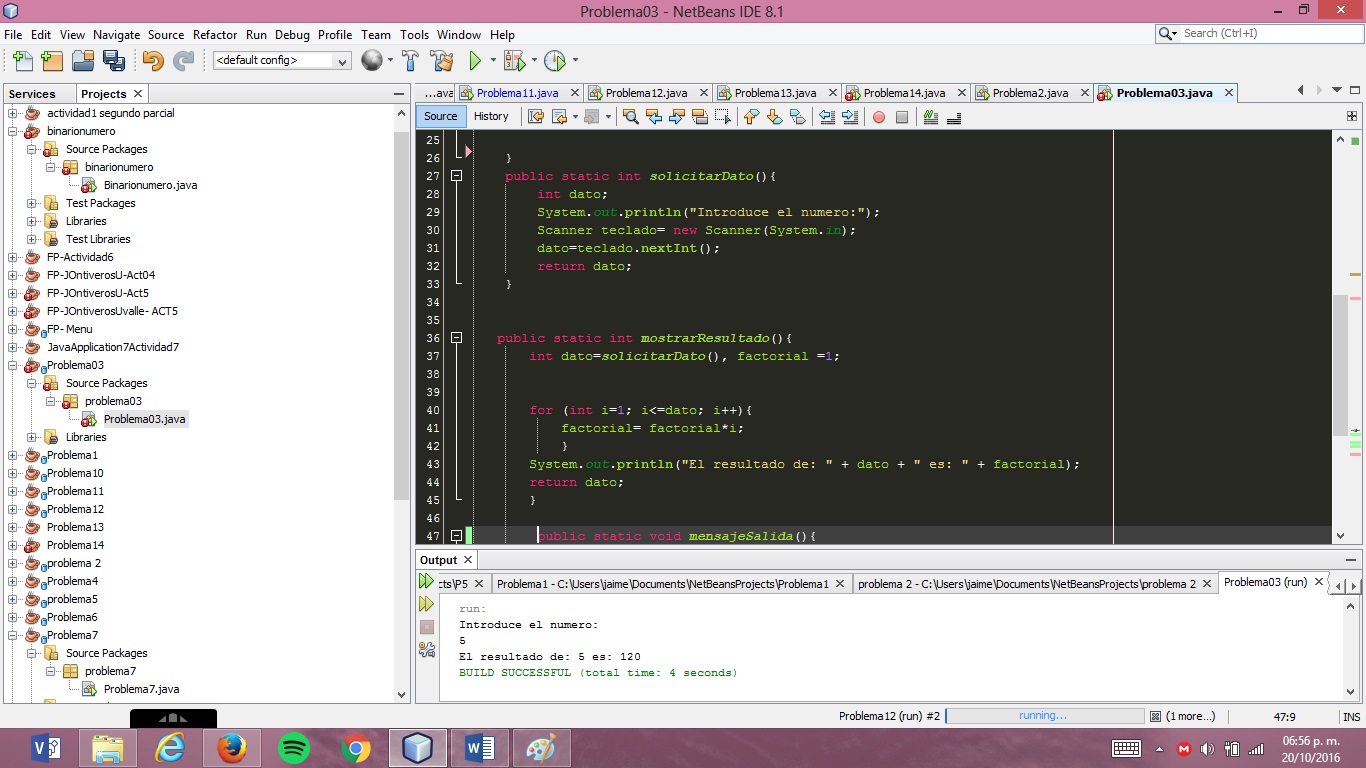 Problema03 - NetBeans IDE 8.1
File Edit View Navigate Source Refactor Run Debug Profile Team Tools Window Help
Search (Ctrl+I)
<default config>
Services Projects
...ava Problema11.java Problema12.java Problema13.java Problema14.java Problema2.java Problema03.java
Source History
actividad1 segundo parcial
binarionumero
Source Packages
binarionumero
Binarionumero.java
Test Packages
Libraries
Test Libraries
FP-Actividad6
FP-JOntiverosU-Act04
FP-JOntiverosU-Act5
FP-JOntiverosUvalle- ACT5
FP- Menu
JavaApplication7Actividad7
Problema03
Source Packages
problema03
Problema03.java
Libraries
Problema1
Problema10
Problema11
Problema12
Problema13
Problema14
problema 2
Problema4
problema5
Problema6
Problema7
Source Packages
problema7
Problema7.java
25
26 }
27 public static int solicitarDato(){
28 int dato;
29 System.out.println("Introduce el numero:");
30 Scanner teclado= new Scanner(System.in);
31 dato=teclado.nextInt();
32 return dato;
33 }
34
35
36 public static int mostrarResultado(){
37 int dato=solicitarDato(), factorial =1;
38
39
40 for (int i=1; i<=dato; i++){
41 factorial= factorial*i;
42 }
43 System.out.println("El resultado de: " + dato + " es: " + factorial);
44 return dato;
45 }
46
47 public static void mensajeSalida(){
Output
:ts\P5 Problema1 - C:\Users\jaime\Documents\NetBeansProjects\Problema1 problema 2 - C:\Users\jaime\Documents\NetBeansProjects\problema 2 Problema03 (run)
run:
Introduce el numero:
5
El resultado de: 5 es: 120
BUILD SUCCESSFUL (total time: 4 seconds)
Problema12 (run) #2 running... (1 more...) 47:9 INS
06:56 p. m.
20/10/2016